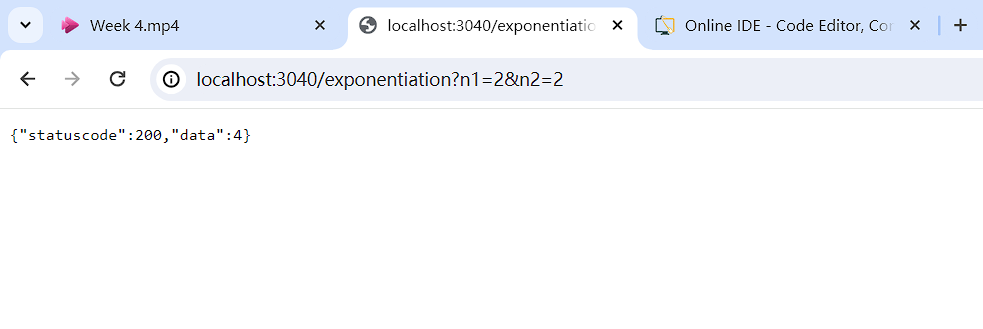 Week 4.mp4
localhost:3040/exponentiatio
Online IDE - Code Editor, Con
localhost:3040/exponentiation?n1=2&n2=2
{"statuscode":200,"data":4}